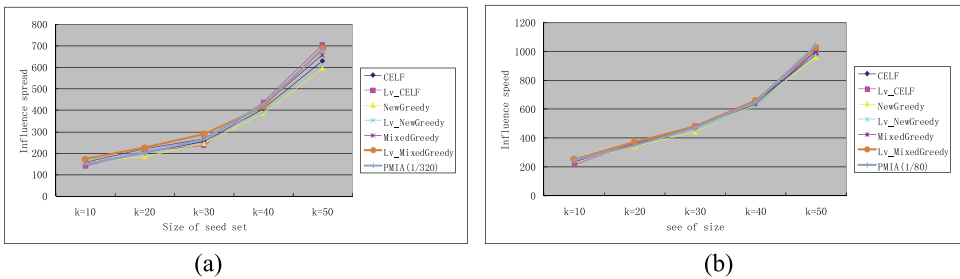 800
700
600
500
400
300
200
100
0
Influence spread
k=10 k=20 k=30 k=40 k=50
Size of seed set
CELF
Lv_CELF
NewGreedy
Lv_NewGreedy
MixedGreedy
Lv_MixedGreedy
PMIA(1/320)
(a)
1200
1000
800
600
400
200
0
Influence speed
k=10 k=20 k=30 k=40 k=50
see of size
CELF
Lv_CELF
NewGreedy
Lv_NewGreedy
MixedGreedy
Lv_MixedGreedy
PMIA(1/80)
(b)